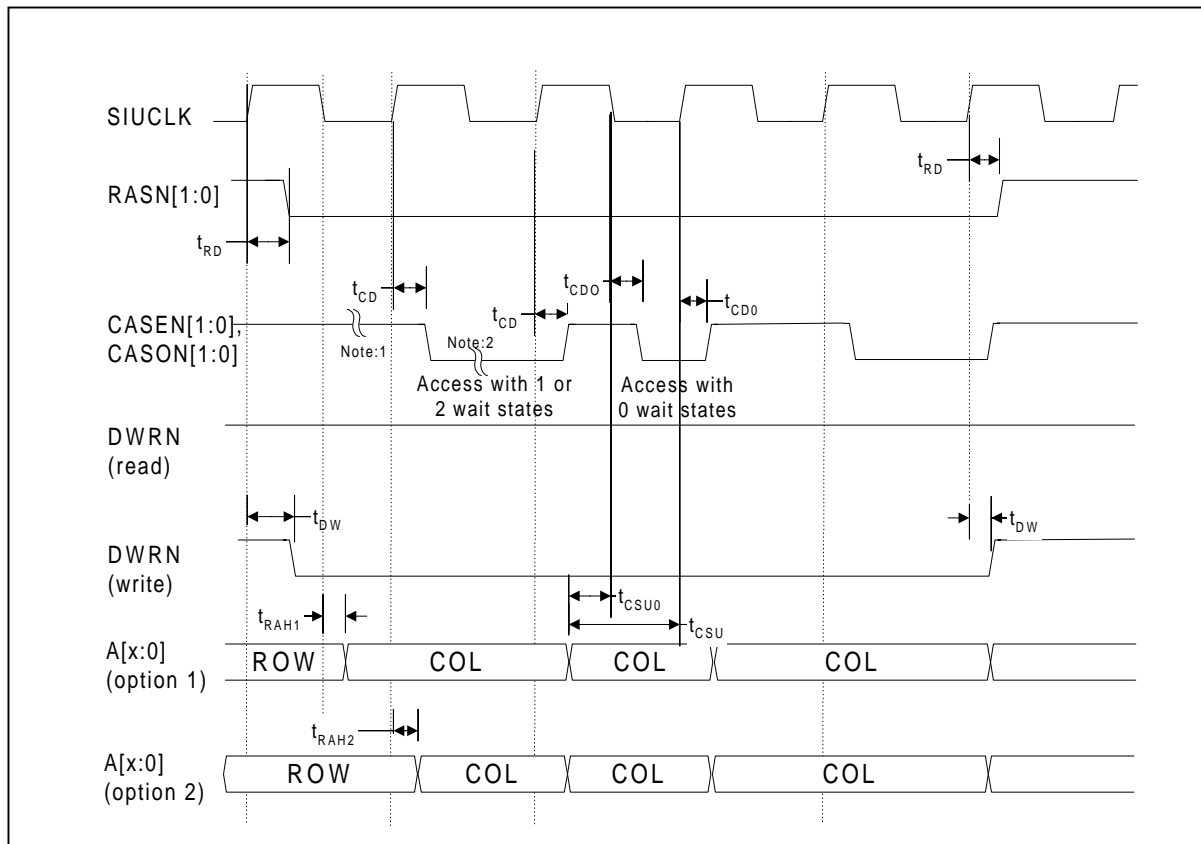 SIUCLK
t_RD
RASN[1:0]
t_RD
t_CDO
t_CD
t_CD0
t_CD
CASEN[1:0],
CASON[1:0]
Note:1
Note:2
Access with 1 or
2 wait states
Access with
0 wait states
DWRN
(read)
t_DW
t_DW
DWRN
(write)
t_CSU0
t_RAH1
t_CSU
A[x:0]
(option 1)
ROW
COL
COL
COL
t_RAH2
A[x:0]
(option 2)
ROW
COL
COL
COL